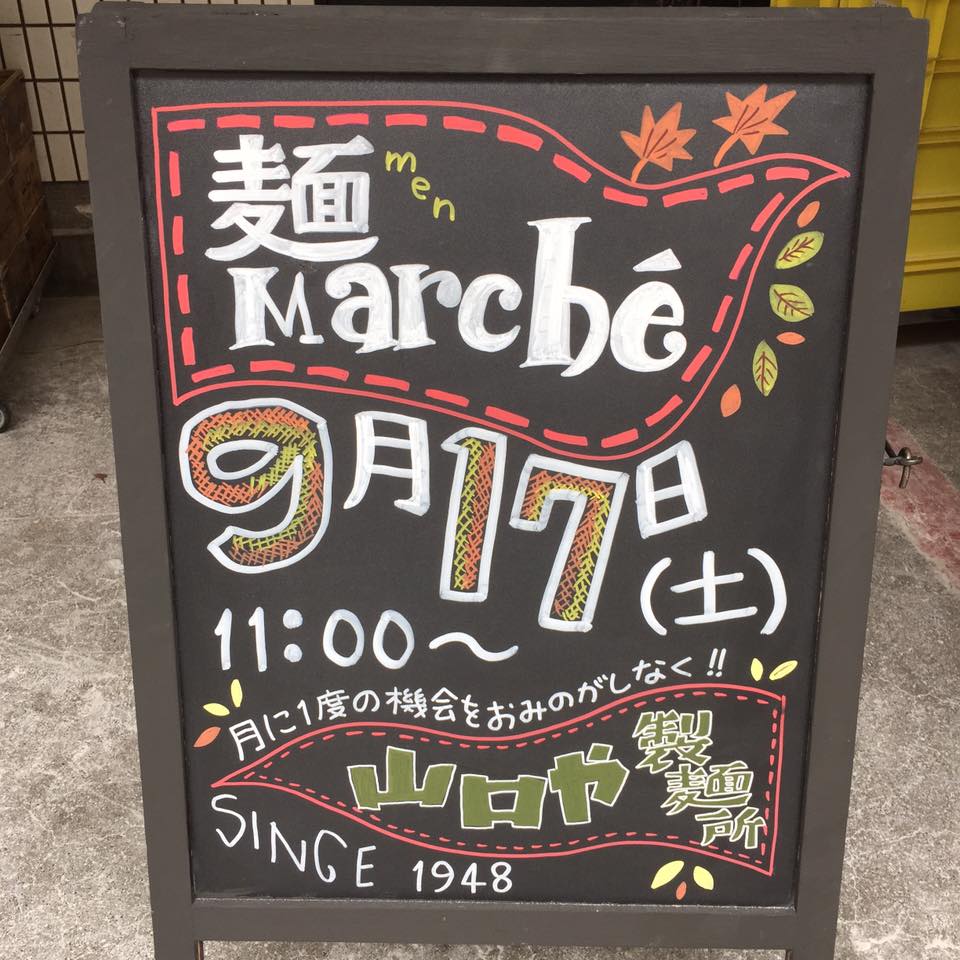 麺 men
Marché
9月17日
(土)
11:00～
月に1度の機会をおみのがしなく!!
山口や製麺所
SINGE 1948